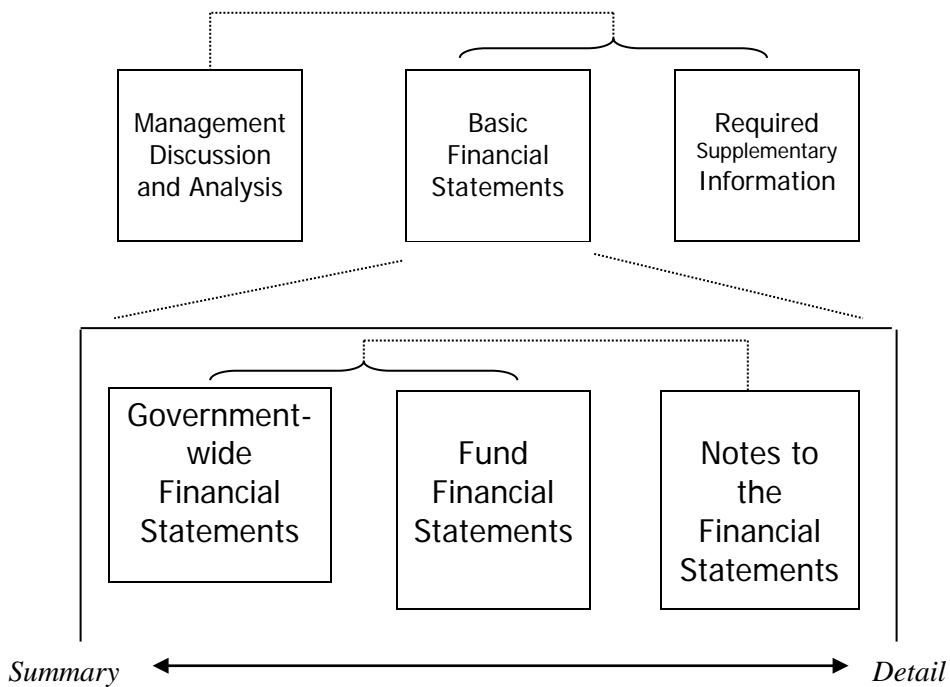 Management
Discussion
and Analysis
Basic
Financial
Statements
Required
Supplementary
Information
Government-
wide
Financial
Statements
Fund
Financial
Statements
Notes to
the
Financial
Statements
Summary
Detail